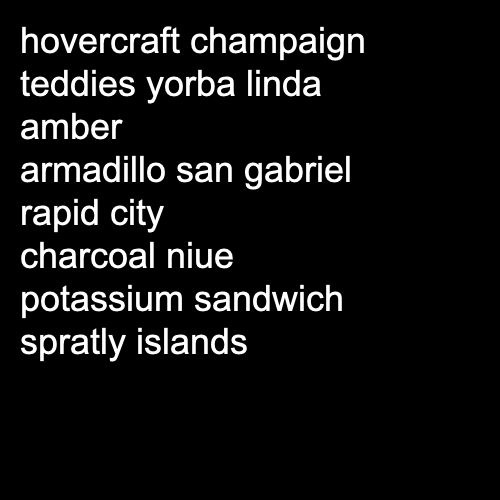 hovercraft champaign
teddies yorba linda
amber
armadillo san gabriel
rapid city
charcoal niue
potassium sandwich
spratly islands